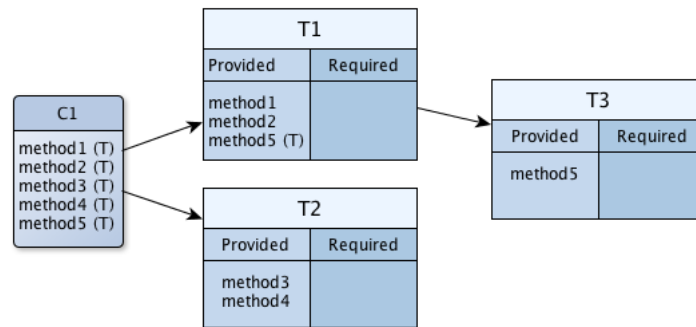 C1
method1 (T)
method2 (T)
method3 (T)
method4 (T)
method5 (T)
T1
Provided Required
method1
method2
method5 (T)
T2
Provided Required
method3
method4
T3
Provided Required
method5